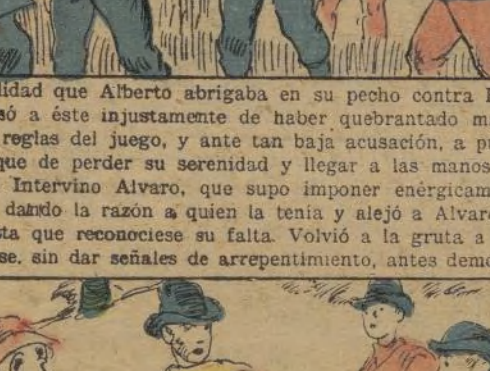 lidad que Alberto abrigaba en su pecho contra
só a éste injustamente de haber quebrantado m
reglas del juego, y ante tan baja acusación, a p
que de perder su serenidad y llegar a las manos
Intervino Alvaro, que supo imponer enérgicam
dando la razón a quien la tenía y alejó a Alvar
sta que reconociese su falta. Volvió a la gruta a
se, sin dar señales de arrepentimiento, antes demo